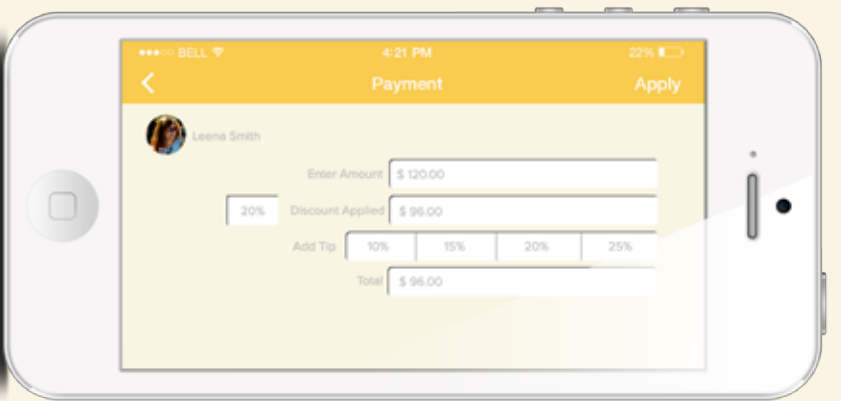 BELL 4:21 PM 22%
Payment Apply
Leena Smith
Enter Amount $ 120.00
20% Discount Applied $ 96.00
Add Tip 10% 15% 20% 25%
Total $ 96.00